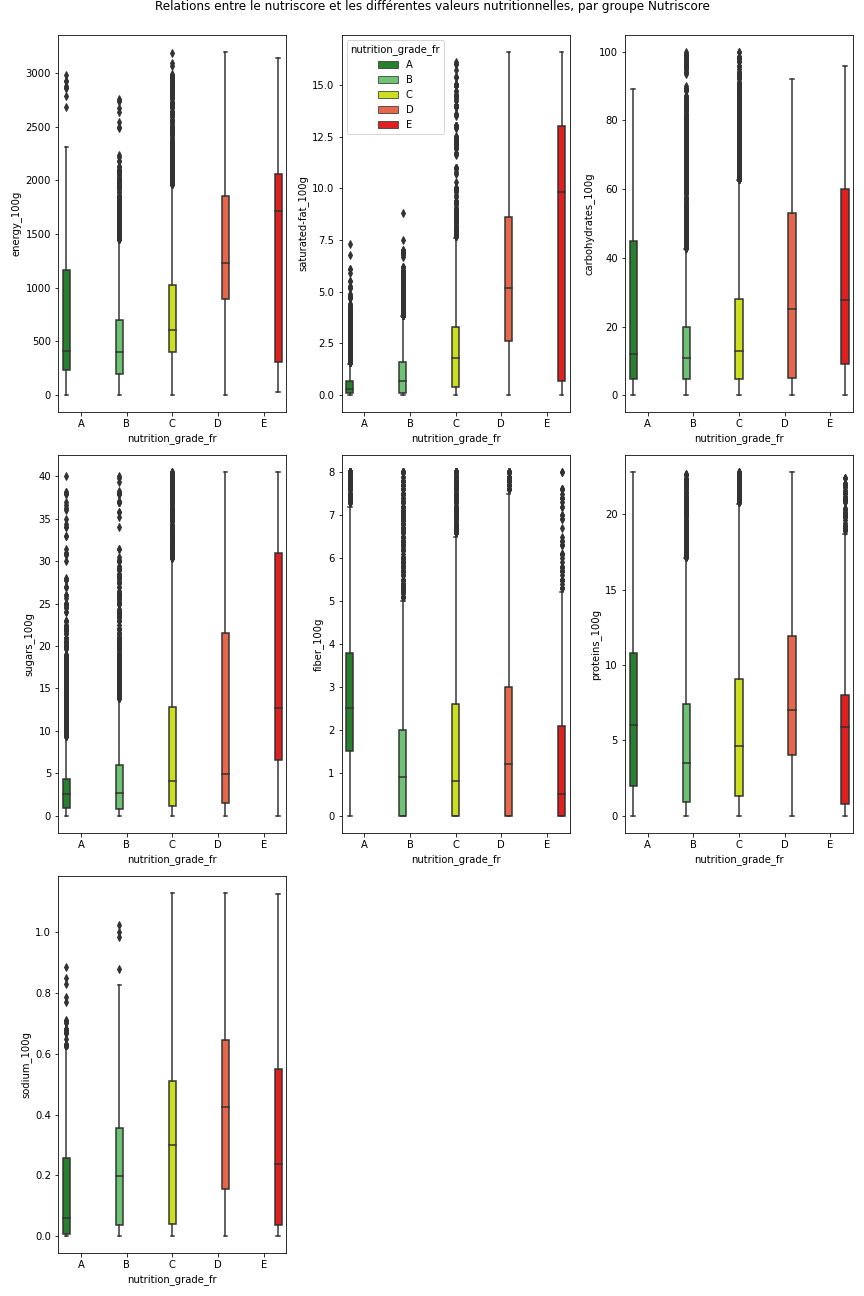 Relations entre le nutriscore et les différentes valeurs nutritionnelles, par groupe Nutriscore
energy_100g
3000
2500
2000
1500
1000
500
0
A B C D E
nutrition_grade_fr
saturated-fat_100g
15.0
12.5
10.0
7.5
5.0
2.5
0.0
nutrition_grade_fr
A
B
C
D
E
A B C D E
nutrition_grade_fr
carbohydrates_100g
100
80
60
40
20
0
A B C D E
nutrition_grade_fr
sugars_100g
40
35
30
25
20
15
10
5
0
A B C D E
nutrition_grade_fr
fiber_100g
8
7
6
5
4
3
2
1
0
A B C D E
nutrition_grade_fr
proteins_100g
20
15
10
5
0
A B C D E
nutrition_grade_fr
sodium_100g
1.0
0.8
0.6
0.4
0.2
0.0
A B C D E
nutrition_grade_fr